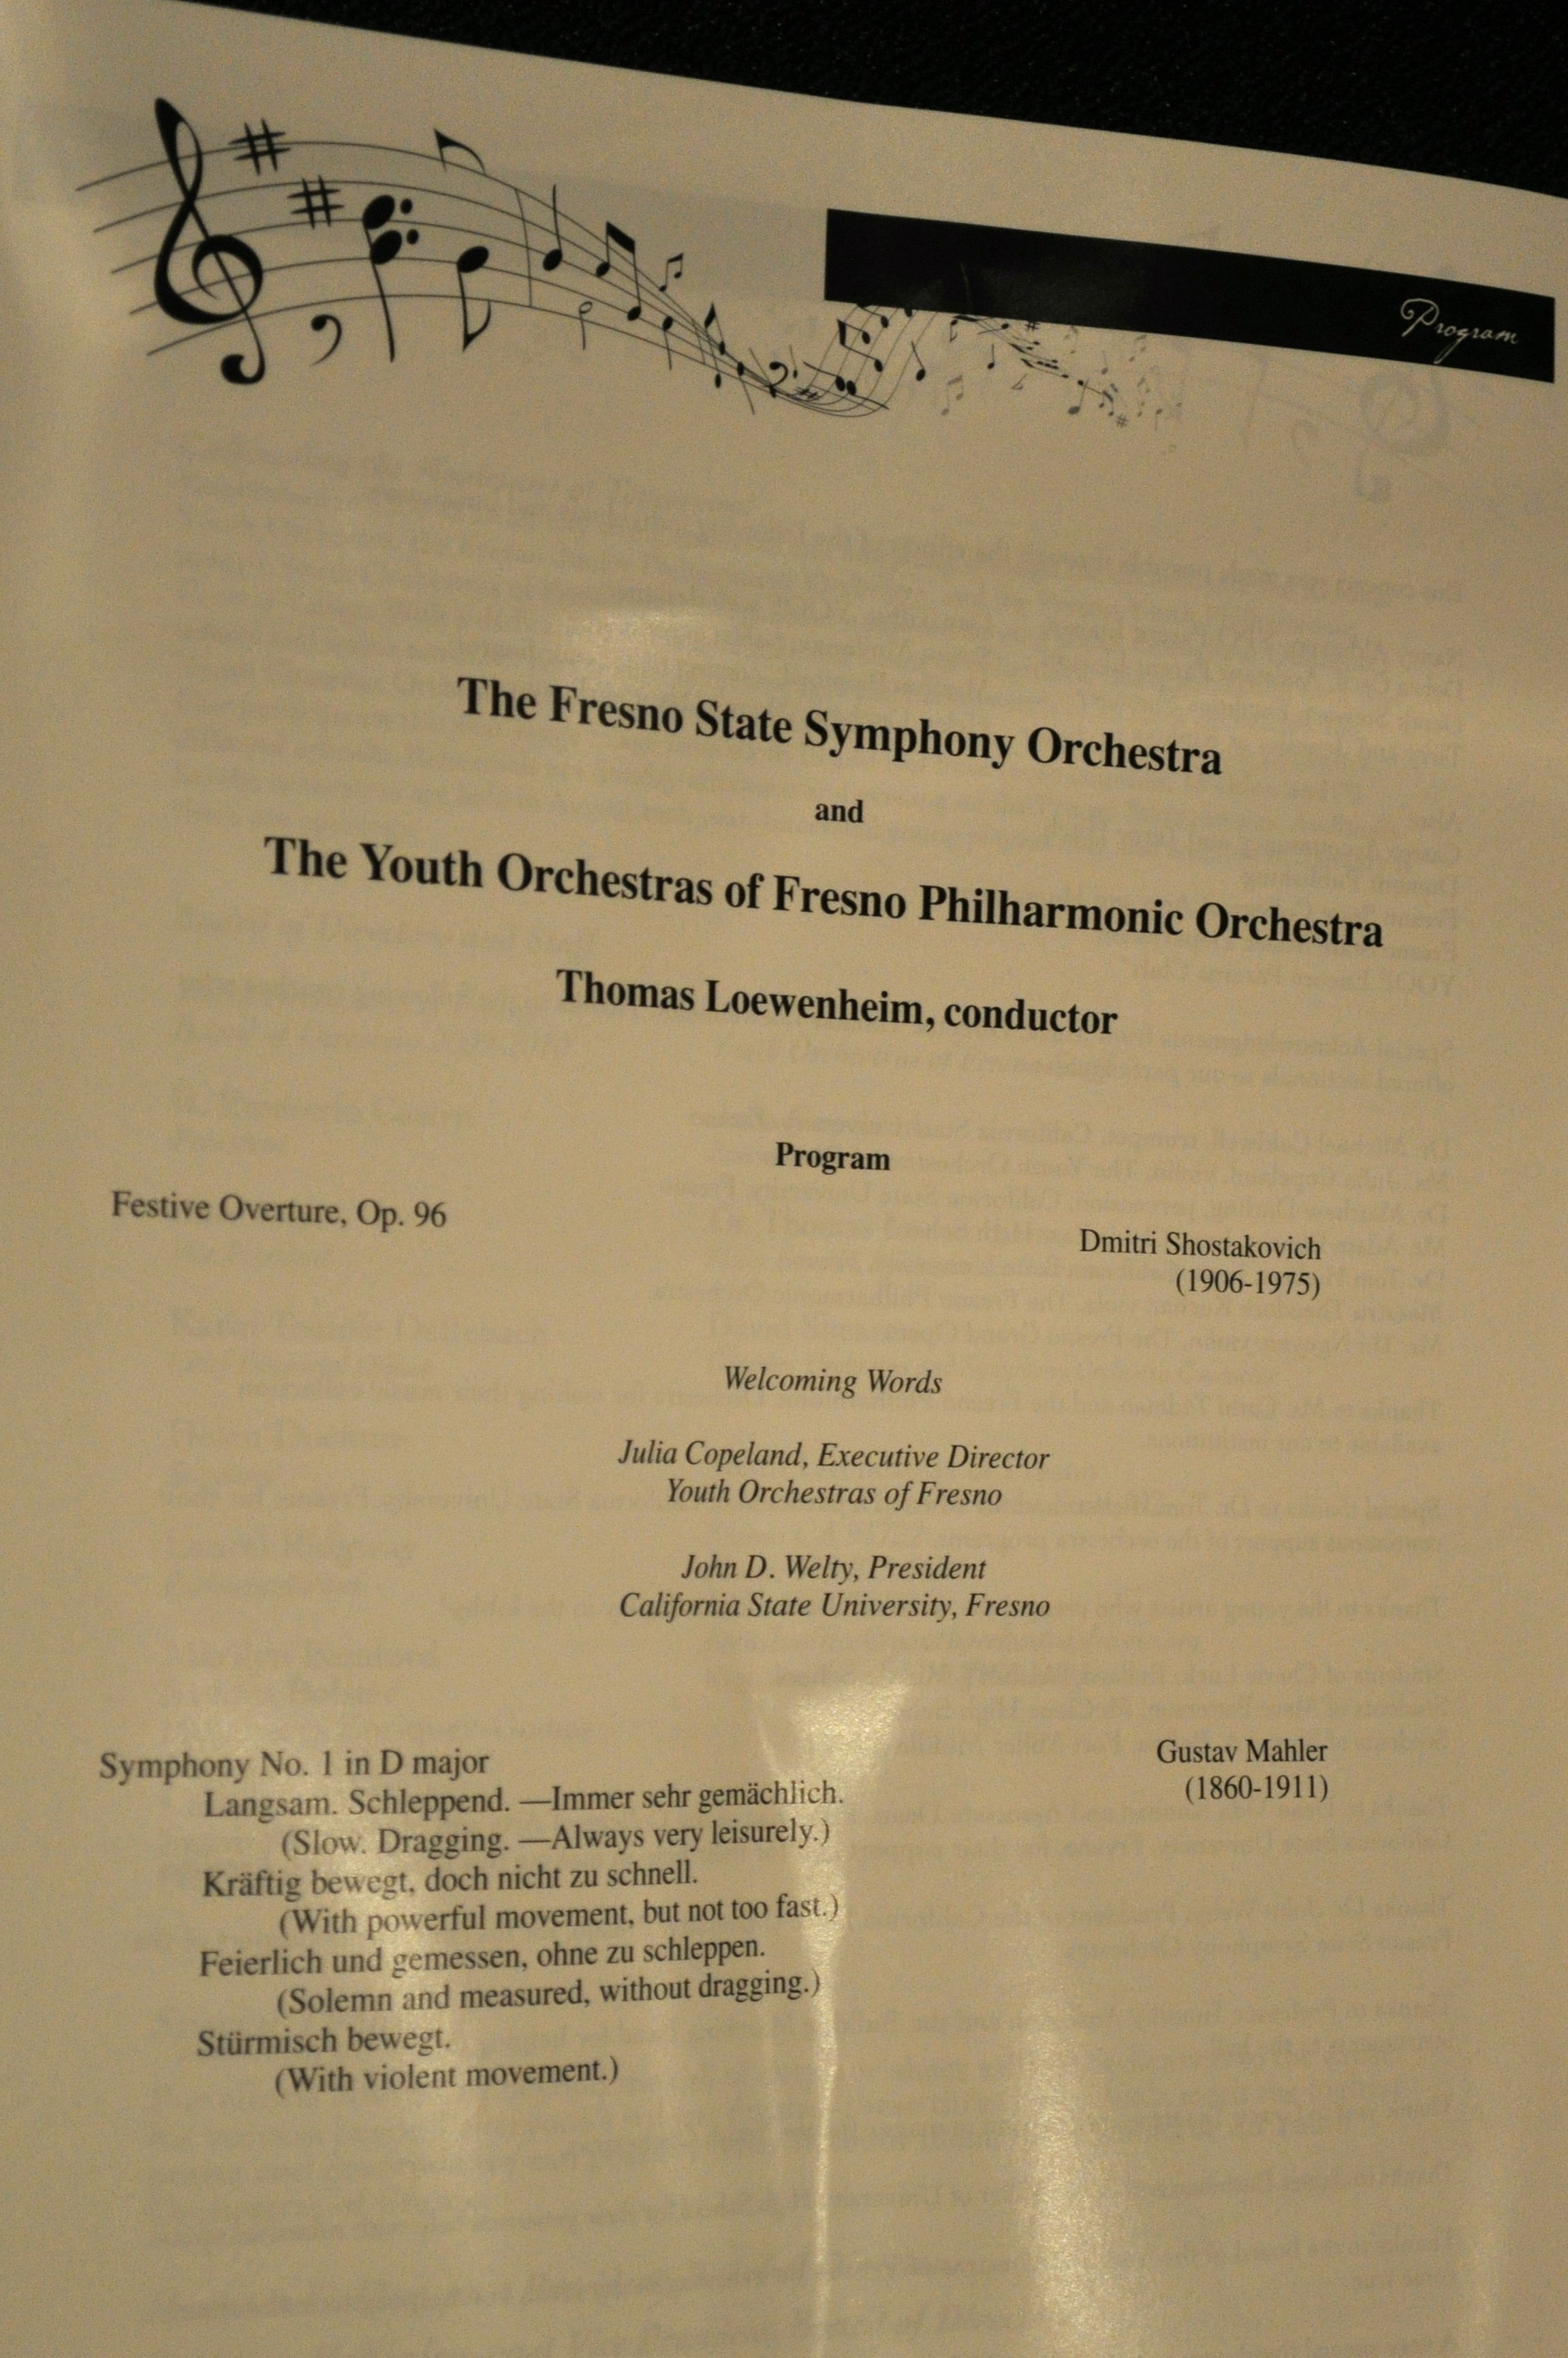 Program
The Fresno State Symphony Orchestra
and
The Youth Orchestras of Fresno Philharmonic Orchestra
Thomas Loewenheim, conductor
Program
Festive Overture, Op. 96
Dmitri Shostakovich
(1906-1975)
Welcoming Words
Julia Copeland, Executive Director
Youth Orchestras of Fresno
John D. Welty, President
California State University, Fresno
Symphony No. 1 in D major
Gustav Mahler
(1860-1911)
Langsam. Schleppend. —Immer sehr gemächlich.
(Slow. Dragging. —Always very leisurely.)
Kräftig bewegt, doch nicht zu schnell.
(With powerful movement, but not too fast.)
Feierlich und gemessen, ohne zu schleppen.
(Solemn and measured, without dragging.)
Stürmisch bewegt.
(With violent movement.)